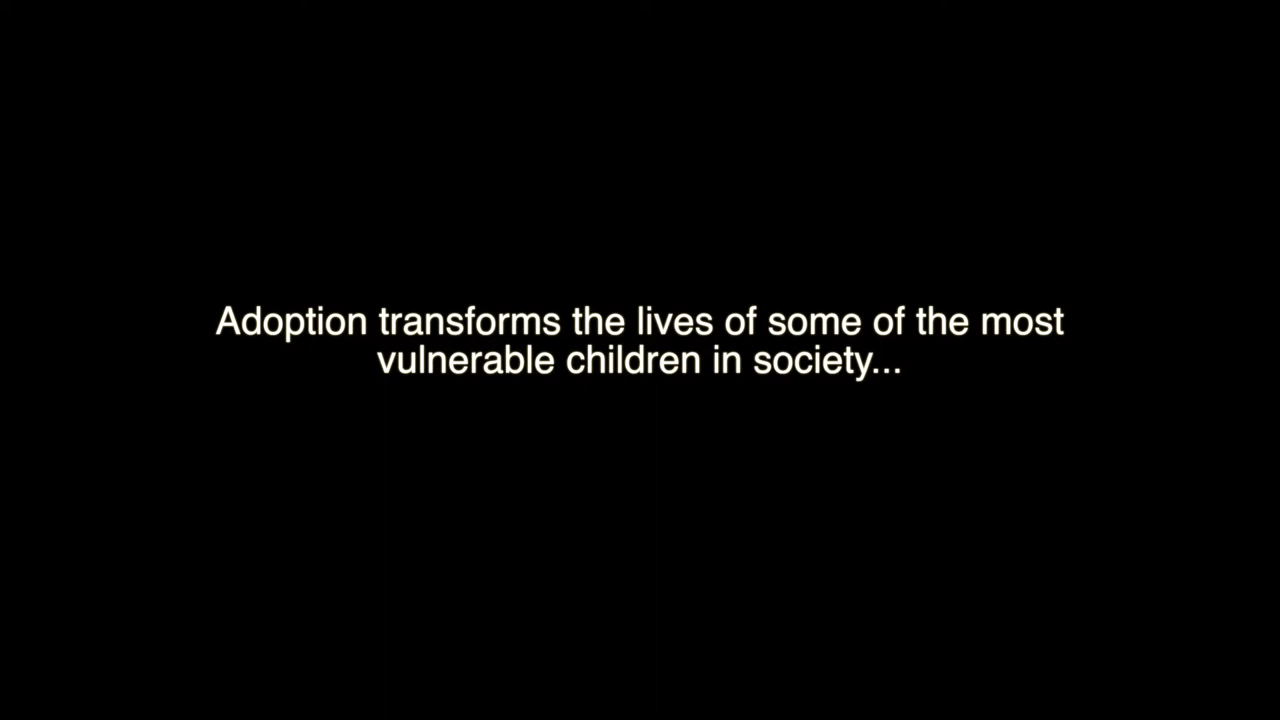 Adoption transforms the lives of some of the most
vulnerable children in society...